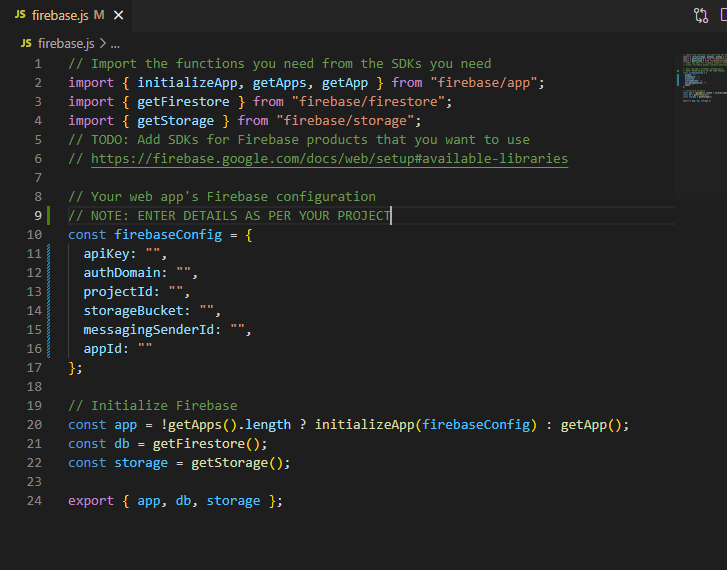 JS firebase.js M ✕
JS firebase.js > ...
1 // Import the functions you need from the SDKs you need
2 import { initializeApp, getApps, getApp } from "firebase/app";
3 import { getFirestore } from "firebase/firestore";
4 import { getStorage } from "firebase/storage";
5 // TODO: Add SDKs for Firebase products that you want to use
6 // https://firebase.google.com/docs/web/setup#available-libraries
7
8 // Your web app's Firebase configuration
9 // NOTE: ENTER DETAILS AS PER YOUR PROJECT
10 const firebaseConfig = {
11   apiKey: "",
12   authDomain: "",
13   projectId: "",
14   storageBucket: "",
15   messagingSenderId: "",
16   appId: ""
17 };
18
19 // Initialize Firebase
20 const app = !getApps().length ? initializeApp(firebaseConfig) : getApp();
21 const db = getFirestore();
22 const storage = getStorage();
23
24 export { app, db, storage };